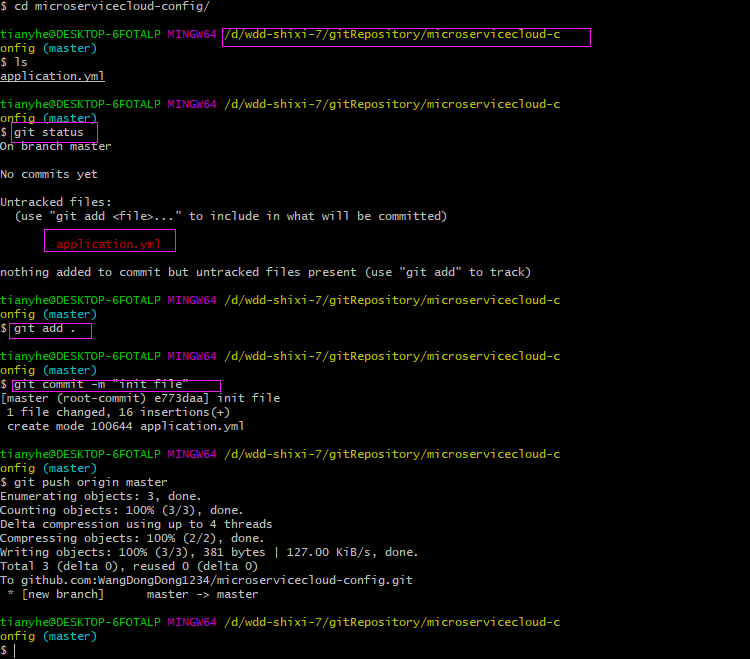 $ cd microservicecloud-config/
tianyhe@DESKTOP-6FOTALP MINGW64 /d/wdd-shixi-7/gitRepository/microservicecloud-c
onfig (master)
$ ls
application.yml
tianyhe@DESKTOP-6FOTALP MINGW64 /d/wdd-shixi-7/gitRepository/microservicecloud-c
onfig (master)
$ git status
On branch master
No commits yet
Untracked files:
  (use "git add <file>..." to include in what will be committed)
        application.yml
nothing added to commit but untracked files present (use "git add" to track)
tianyhe@DESKTOP-6FOTALP MINGW64 /d/wdd-shixi-7/gitRepository/microservicecloud-c
onfig (master)
$ git add .
tianyhe@DESKTOP-6FOTALP MINGW64 /d/wdd-shixi-7/gitRepository/microservicecloud-c
onfig (master)
$ git commit -m "init file"
[master (root-commit) e773daa] init file
 1 file changed, 16 insertions(+)
 create mode 100644 application.yml
tianyhe@DESKTOP-6FOTALP MINGW64 /d/wdd-shixi-7/gitRepository/microservicecloud-c
onfig (master)
$ git push origin master
Enumerating objects: 3, done.
Counting objects: 100% (3/3), done.
Delta compression using up to 4 threads
Compressing objects: 100% (2/2), done.
Writing objects: 100% (3/3), 381 bytes | 127.00 KiB/s, done.
Total 3 (delta 0), reused 0 (delta 0)
To github.com:WangDongDong1234/microservicecloud-config.git
 * [new branch]      master -> master
tianyhe@DESKTOP-6FOTALP MINGW64 /d/wdd-shixi-7/gitRepository/microservicecloud-c
onfig (master)
$